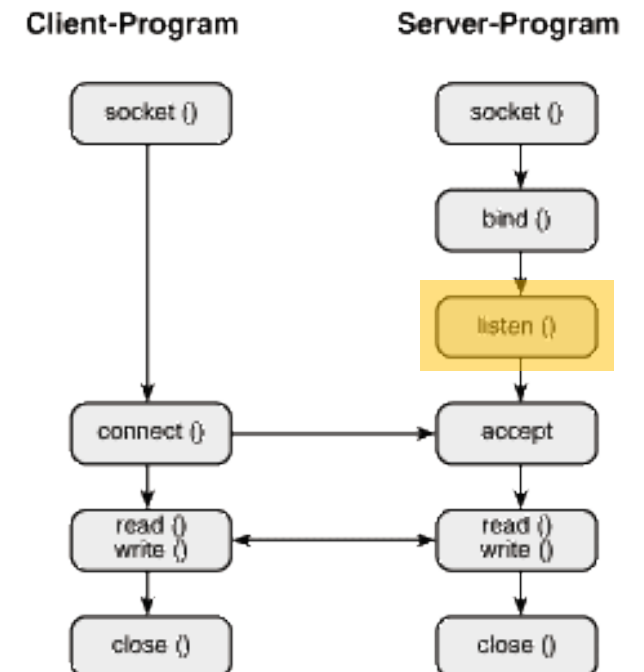 Client-Program
Server-Program
socket ()
socket ()
bind ()
listen ()
connect ()
accept
read ()
write ()
read ()
write ()
close ()
close ()